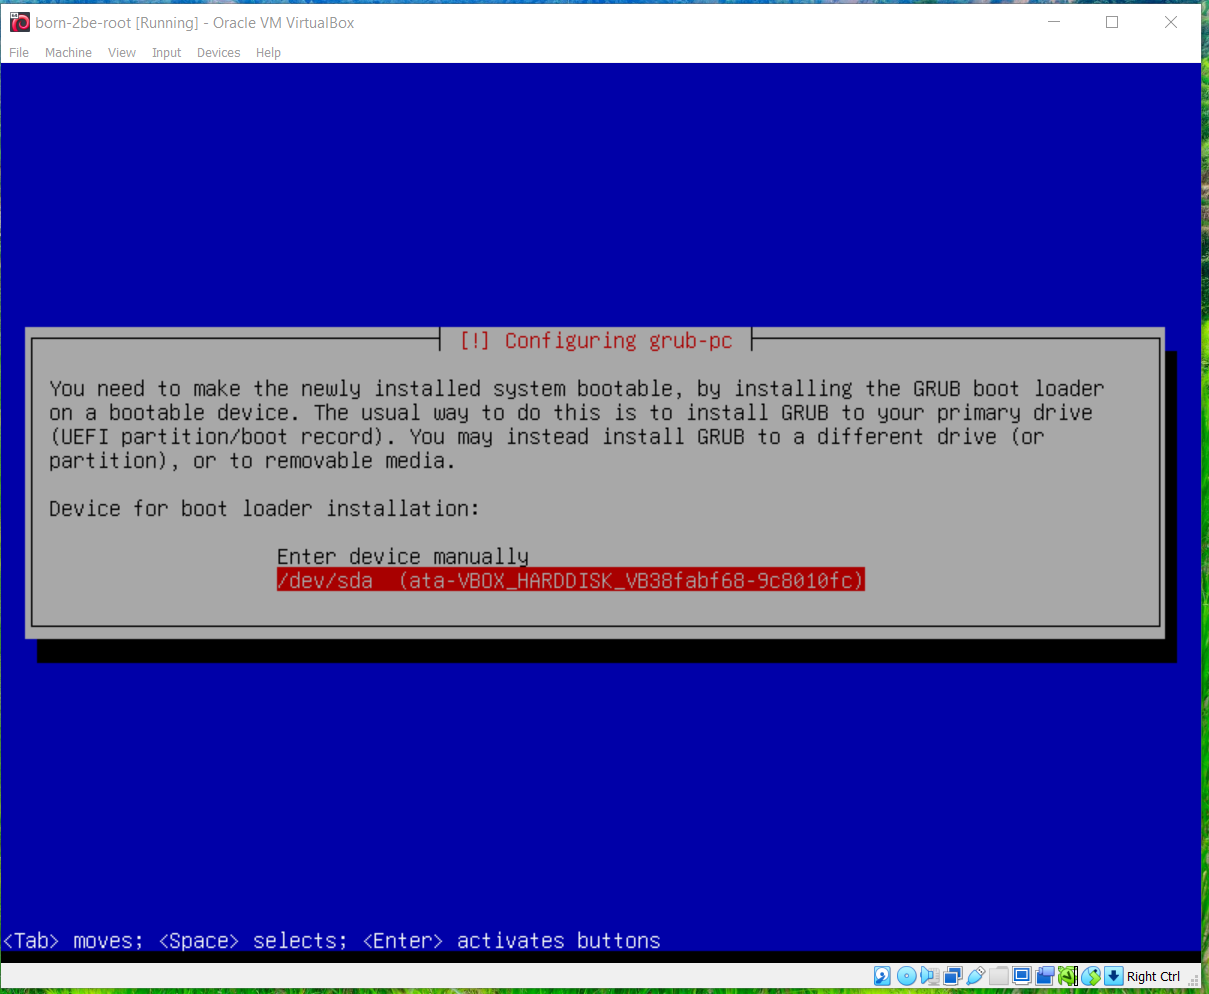 born-2be-root [Running] - Oracle VM VirtualBox
File Machine View Input Devices Help
[!] Configuring grub-pc
You need to make the newly installed system bootable, by installing the GRUB boot loader
on a bootable device. The usual way to do this is to install GRUB to your primary drive
(UEFI partition/boot record). You may instead install GRUB to a different drive (or
partition), or to removable media.
Device for boot loader installation:
Enter device manually
/dev/sda (ata-VBOX_HARDDISK_VB38fabf68-9c8010fc)
<Tab> moves; <Space> selects; <Enter> activates buttons
Right Ctrl